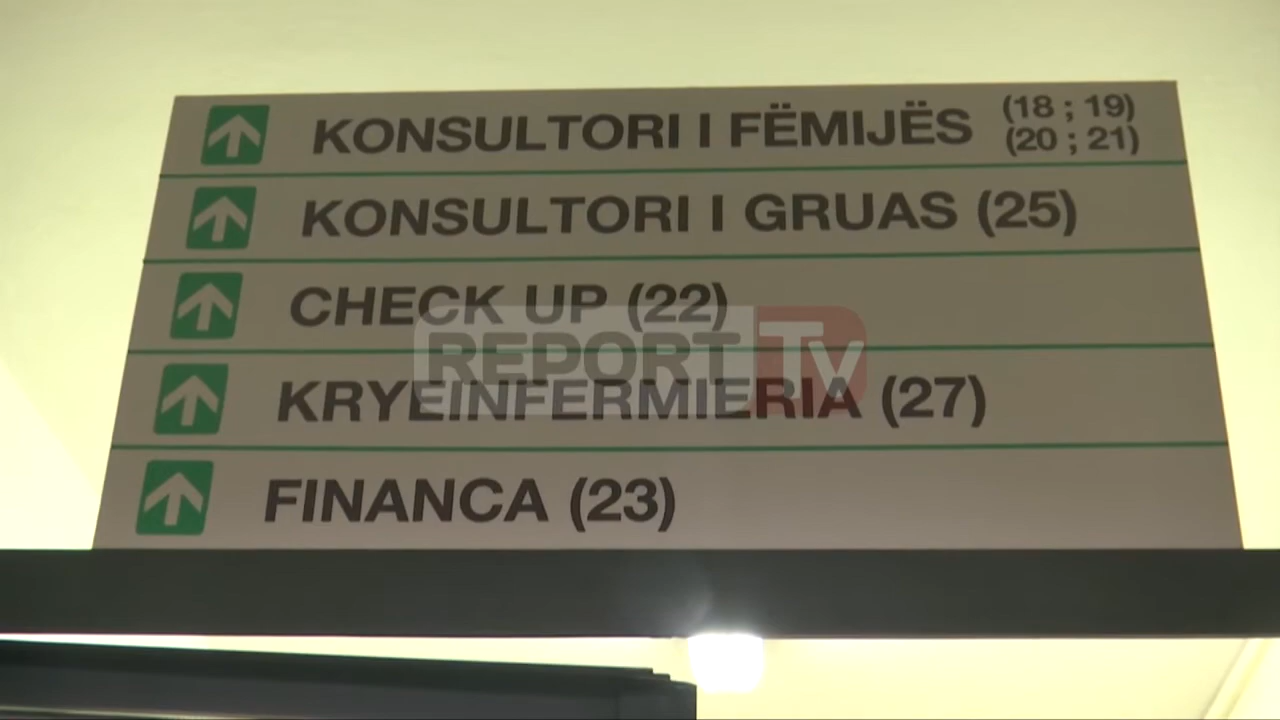 KONSULTORI I FËMIJËS (18 ; 19)
(20 ; 21)
KONSULTORI I GRUAS (25)
CHECK UP (22)
REPORT Tv
KRYEINFERMIERIA (27)
FINANCA (23)